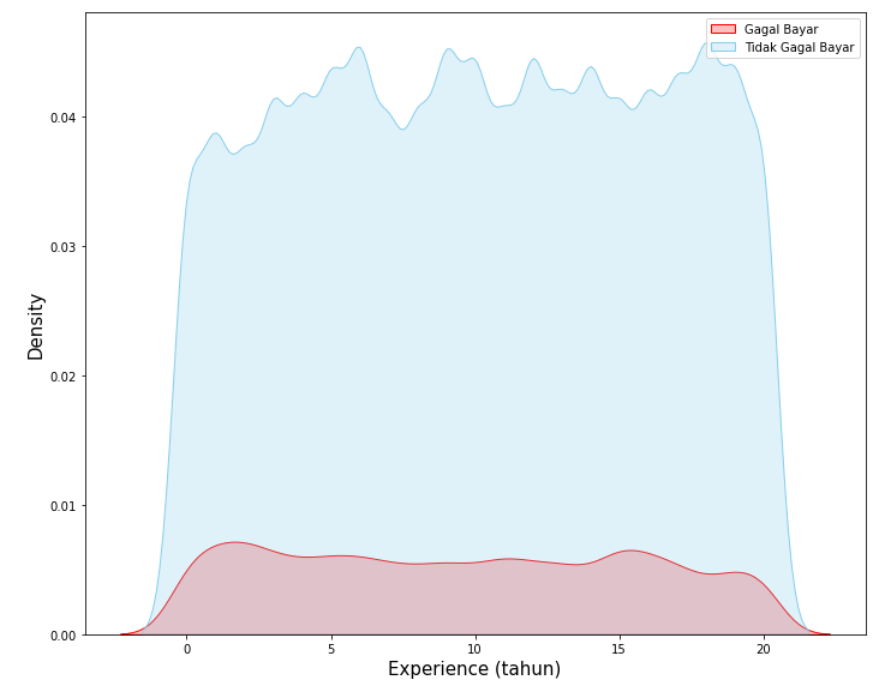 Gagal Bayar
Tidak Gagal Bayar
0.04
0.03
0.02
0.01
0.00
Density
0 5 10 15 20
Experience (tahun)